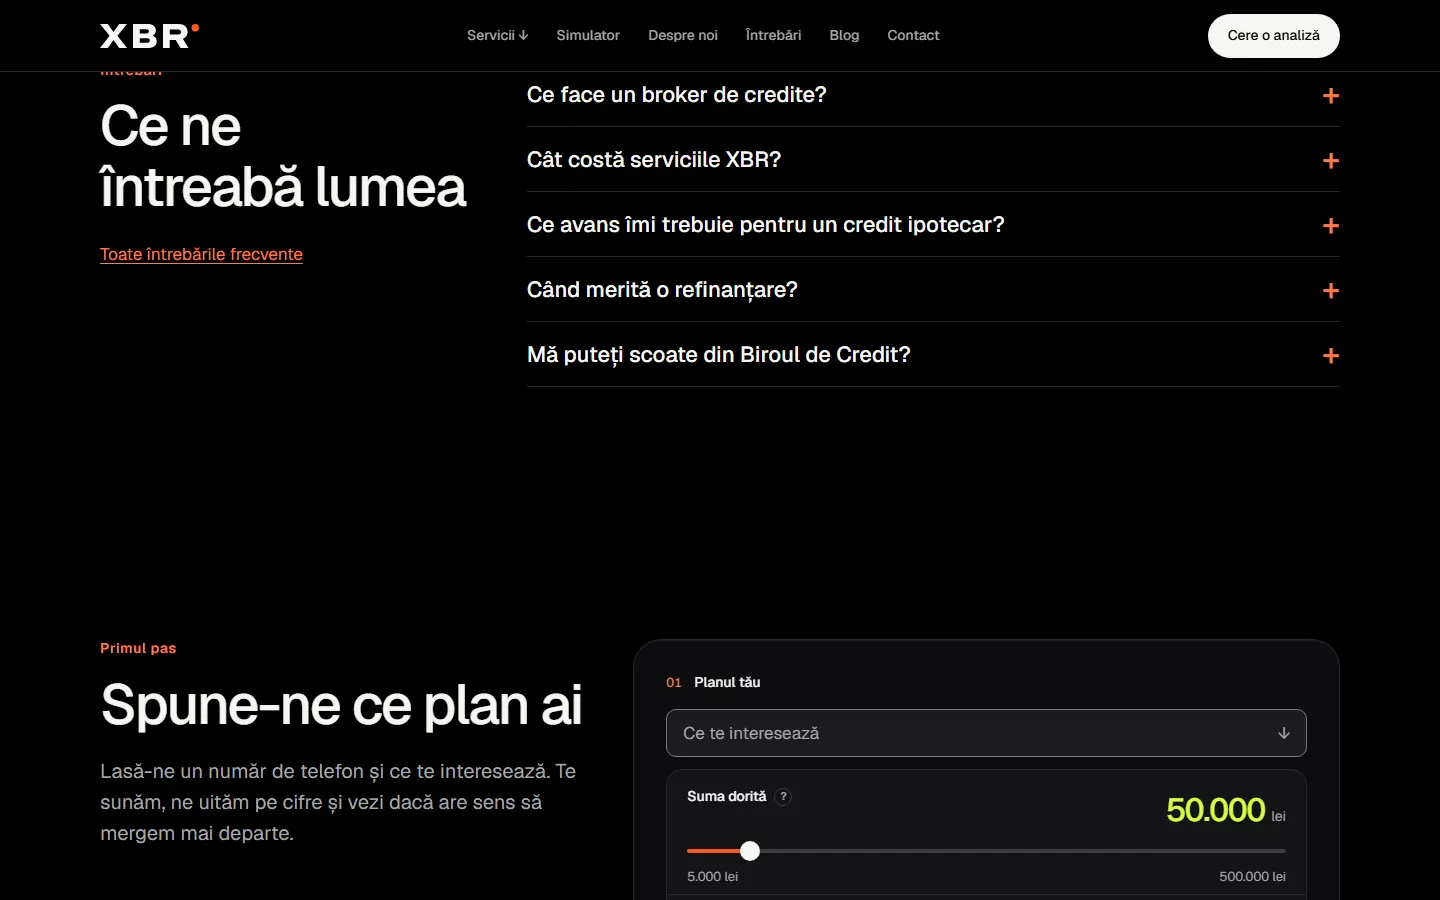 XBR
Servicii ↓
Simulator
Despre noi
Întrebări
Blog
Contact
Cere o analiză
Întrebări
Ce ne
întreabă lumea
Toate întrebările frecvente
Ce face un broker de credite?
Cât costă serviciile XBR?
Ce avans îmi trebuie pentru un credit ipotecar?
Când merită o refinanțare?
Mă puteți scoate din Biroul de Credit?
Primul pas
Spune-ne ce plan ai
Lasă-ne un număr de telefon și ce te interesează. Te
sunăm, ne uităm pe cifre și vezi dacă are sens să
mergem mai departe.
01 Planul tău
Ce te interesează
Suma dorită ?
50.000 lei
5.000 lei
500.000 lei